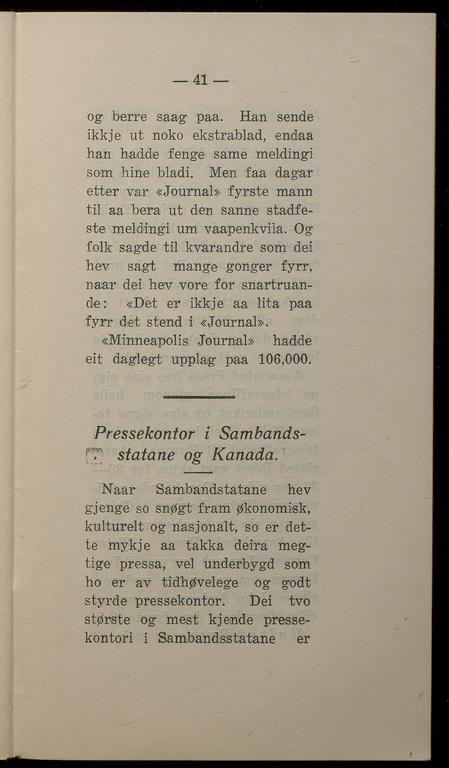 — 41 —
og berre saag paa. Han sende
ikkje ut noko ekstrablad, endaa
han hadde fenge same meldingi
som hine bladi. Men faa dagar
etter var «Journal» fyrste mann
til aa bera ut den sanne stadfe-
ste meldingi um vaapenkvila. Og
folk sagde til kvarandre som dei
hev sagt mange gonger fyrr,
naar dei hev vore for snartruan-
de: «Det er ikkje aa lita paa
fyrr det stend i «Journal».
«Minneapolis Journal» hadde
eit daglegt upplag paa 106,000.
Pressekontor i Sambands-
statane og Kanada.
Naar Sambandstatane hev
gjenge so snøgt fram økonomisk,
kulturelt og nasjonalt, so er det-
te mykje aa takka deira meg-
tige pressa, vel underbygd som
ho er av tidhøvelege og godt
styrde pressekontor. Dei tvo
største og mest kjende presse-
kontori i Sambandsstatane er